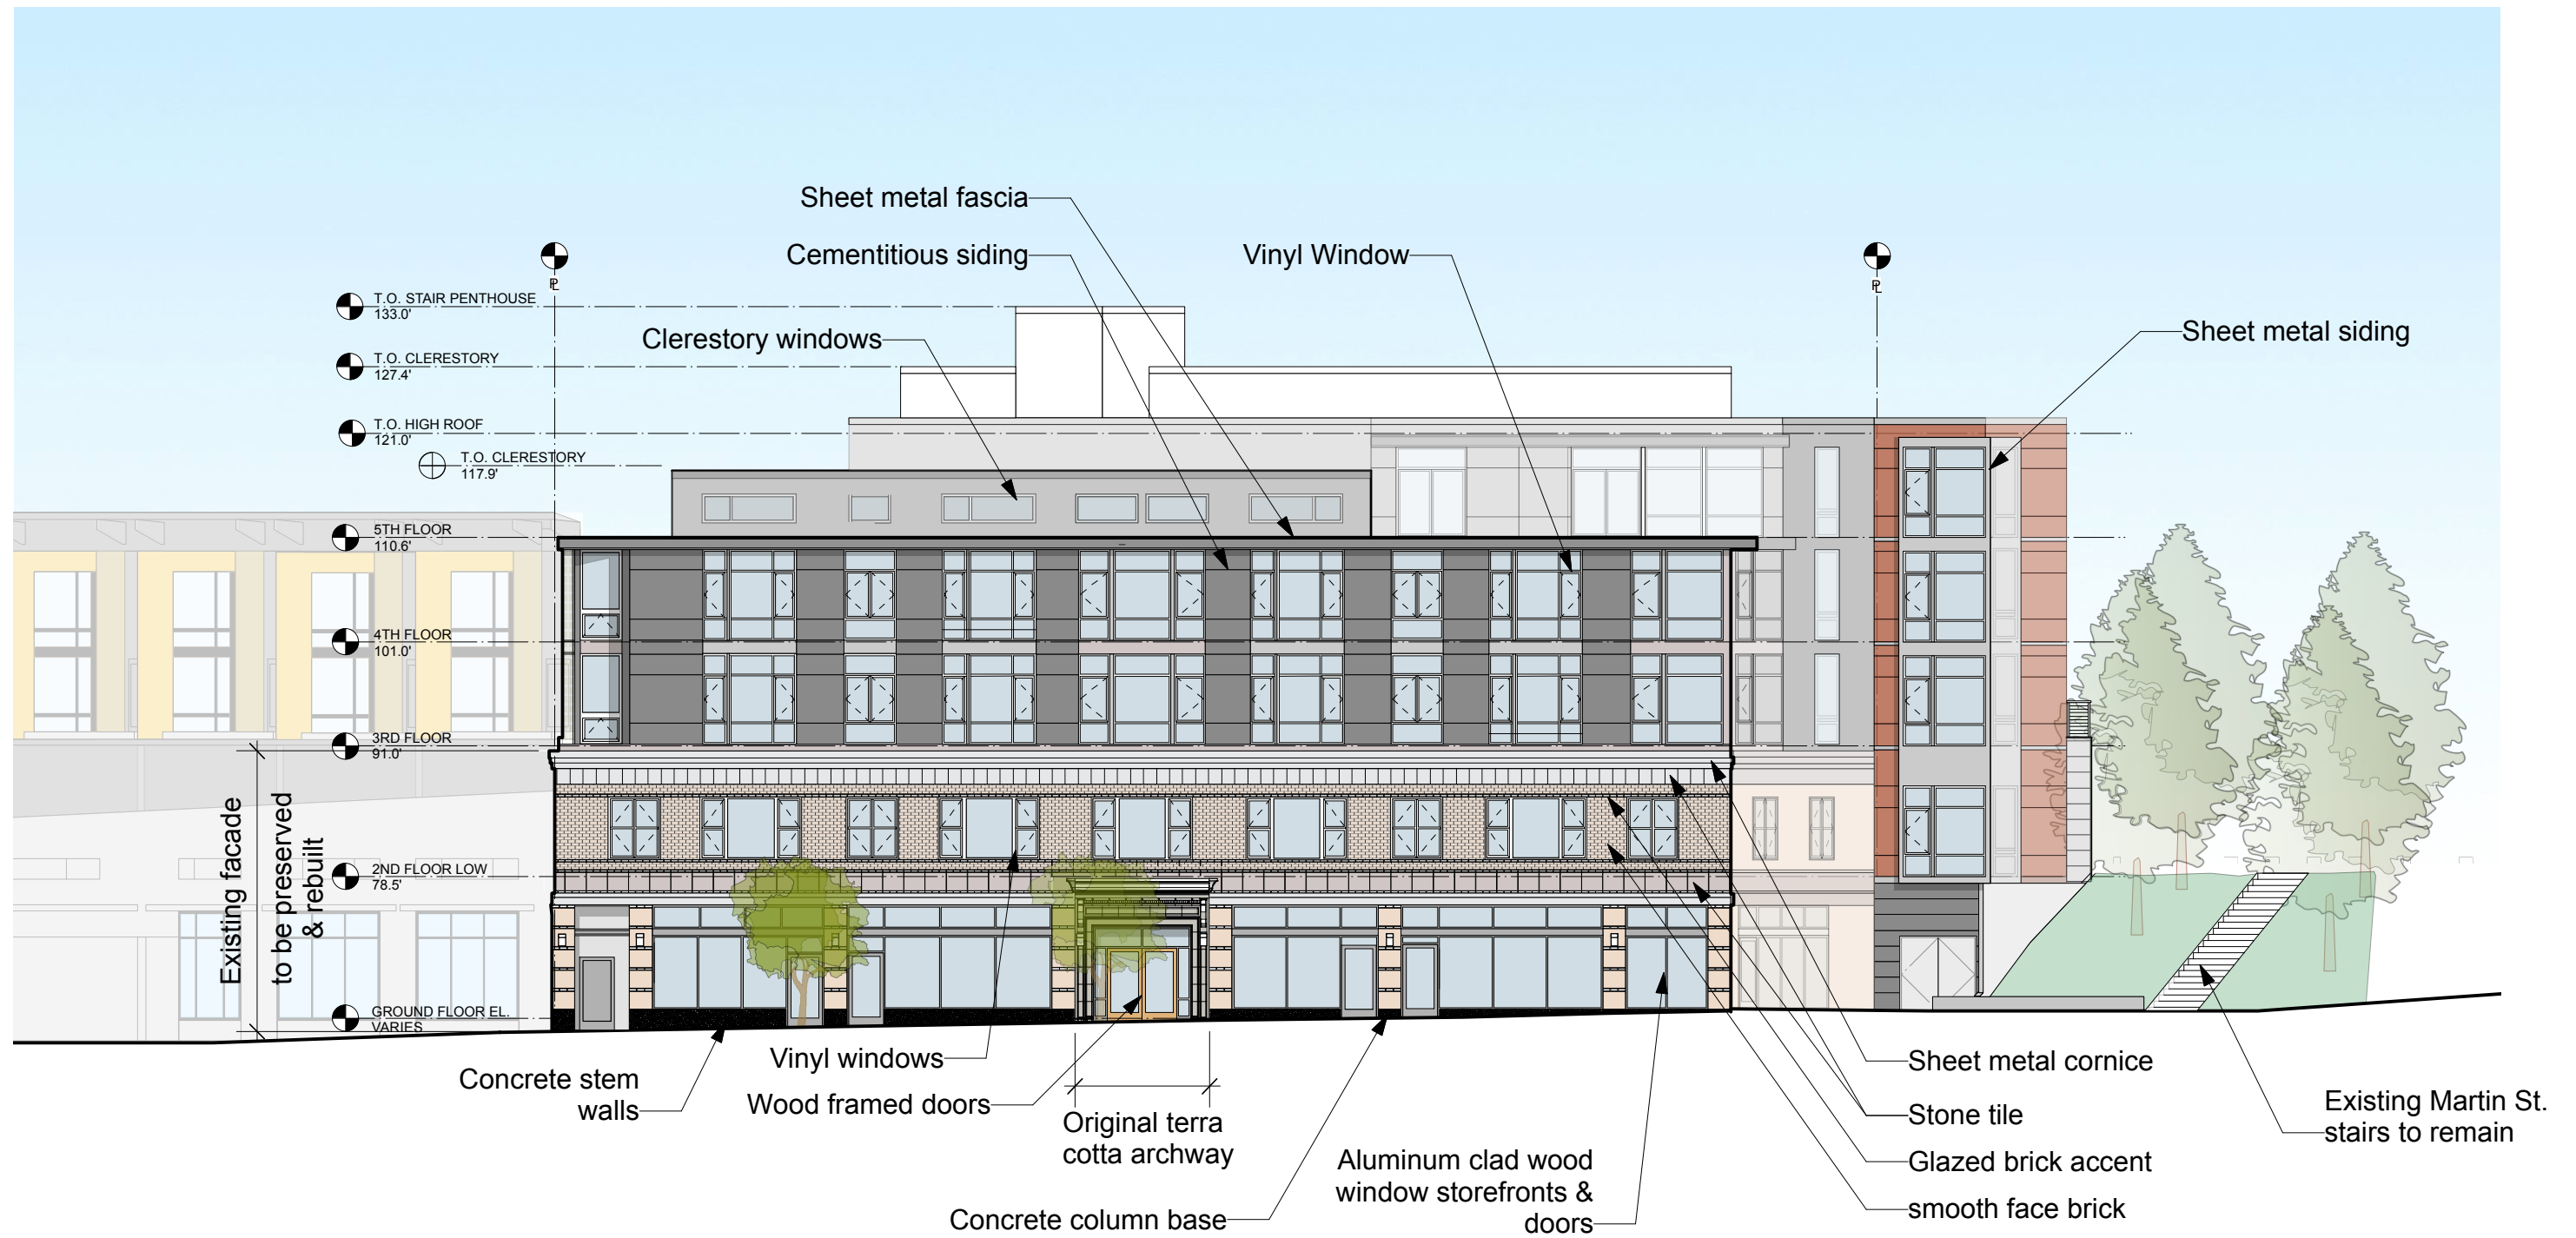 Sheet metal fascia
Cementitious siding
Vinyl Window
Clerestory windows
Sheet metal siding
PL
PL
T.O. STAIR PENTHOUSE
133.0'
T.O. CLERESTORY
127.4'
T.O. HIGH ROOF
121.0'
T.O. CLERESTORY
117.9'
5TH FLOOR
110.6'
4TH FLOOR
101.0'
3RD FLOOR
91.0'
2ND FLOOR LOW
78.5'
GROUND FLOOR EL.
VARIES
Existing facade
to be preserved
& rebuilt
Concrete stem
walls
Vinyl windows
Wood framed doors
Original terra
cotta archway
Concrete column base
Aluminum clad wood
window storefronts &
doors
Sheet metal cornice
Stone tile
Glazed brick accent
smooth face brick
Existing Martin St.
stairs to remain